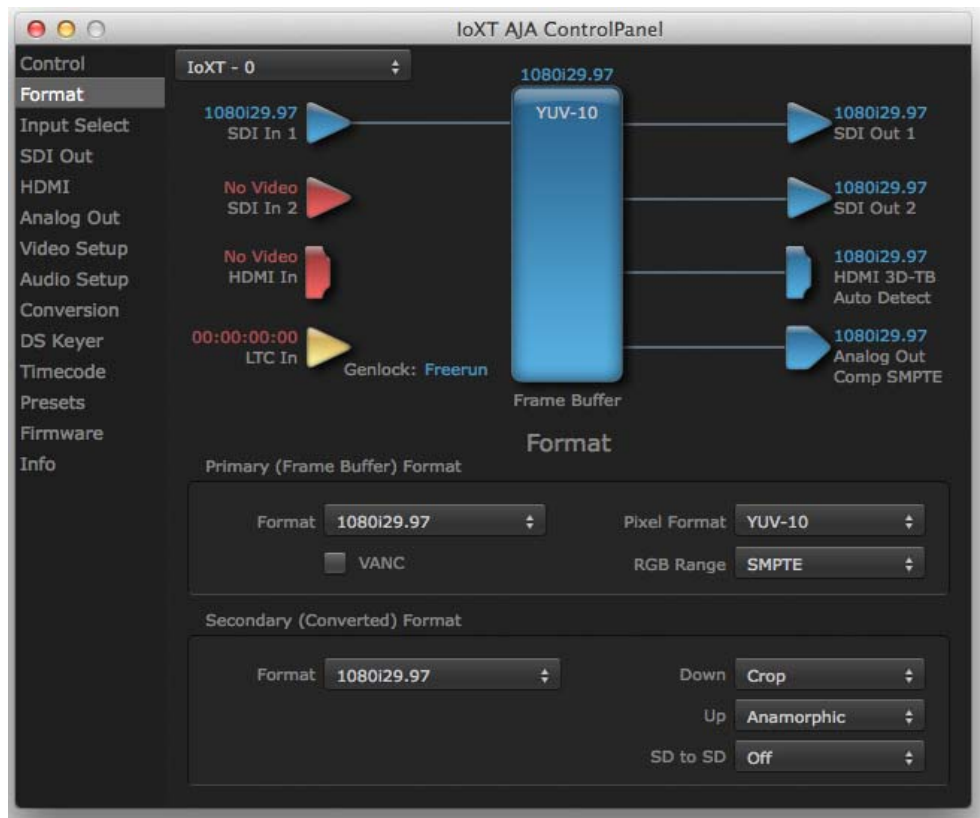 IoXT AJA ControlPanel
Control
Format
Input Select
SDI Out
HDMI
Analog Out
Video Setup
Audio Setup
Conversion
DS Keyer
Timecode
Presets
Firmware
Info
IoXT - 0
1080i29.97
YUV-10
1080i29.97
SDI In 1
No Video
SDI In 2
No Video
HDMI In
00:00:00:00
LTC In
Genlock: Freerun
Frame Buffer
1080i29.97
SDI Out 1
1080i29.97
SDI Out 2
1080i29.97
HDMI 3D-TB
Auto Detect
1080i29.97
Analog Out
Comp SMPTE
Format
Primary (Frame Buffer) Format
Format 1080i29.97
Pixel Format YUV-10
VANC
RGB Range SMPTE
Secondary (Converted) Format
Format 1080i29.97
Down Crop
Up Anamorphic
SD to SD Off